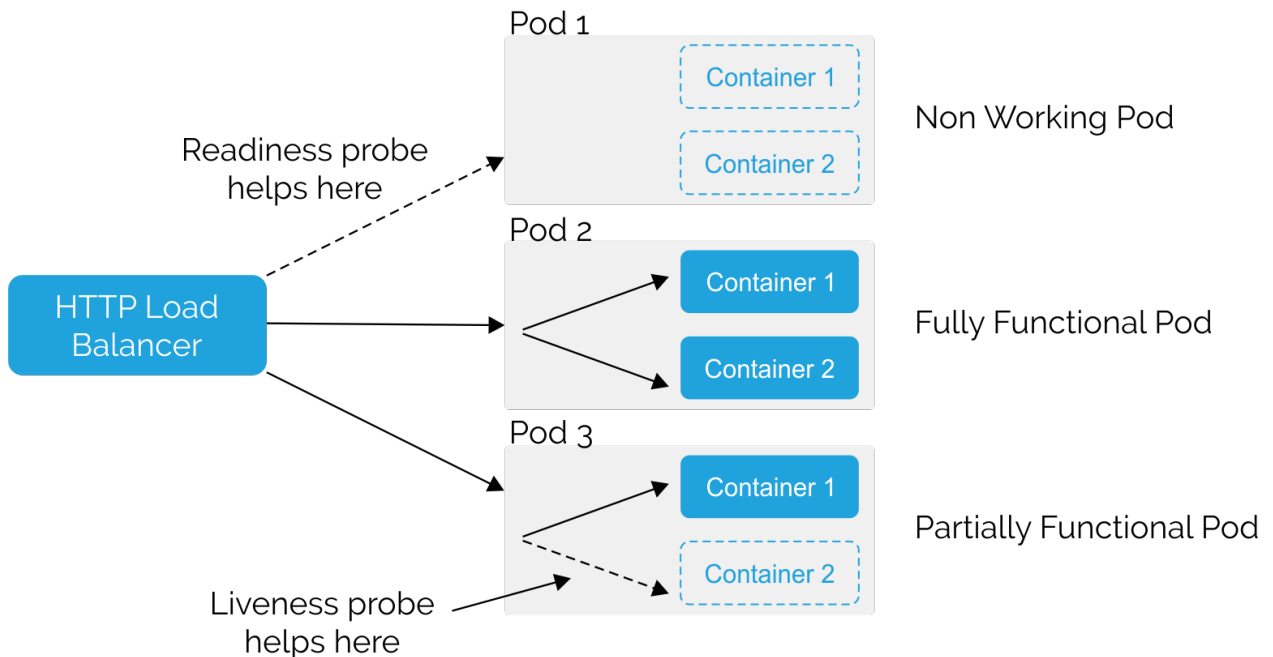 Pod 1
Container 1
Non Working Pod
Container 2
Readiness probe
helps here
Pod 2
Container 1
HTTP Load
Balancer
Fully Functional Pod
Container 2
Pod 3
Container 1
Partially Functional Pod
Container 2
Liveness probe
helps here